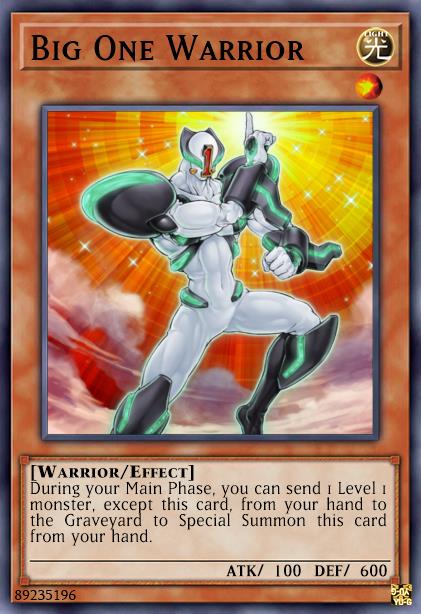 Big One Warrior
LIGHT
光
1
[Warrior/Effect]
During your Main Phase, you can send 1 Level 1
monster, except this card, from your hand to
the Graveyard to Special Summon this card
from your hand.
ATK/ 100 DEF/ 600
89235196